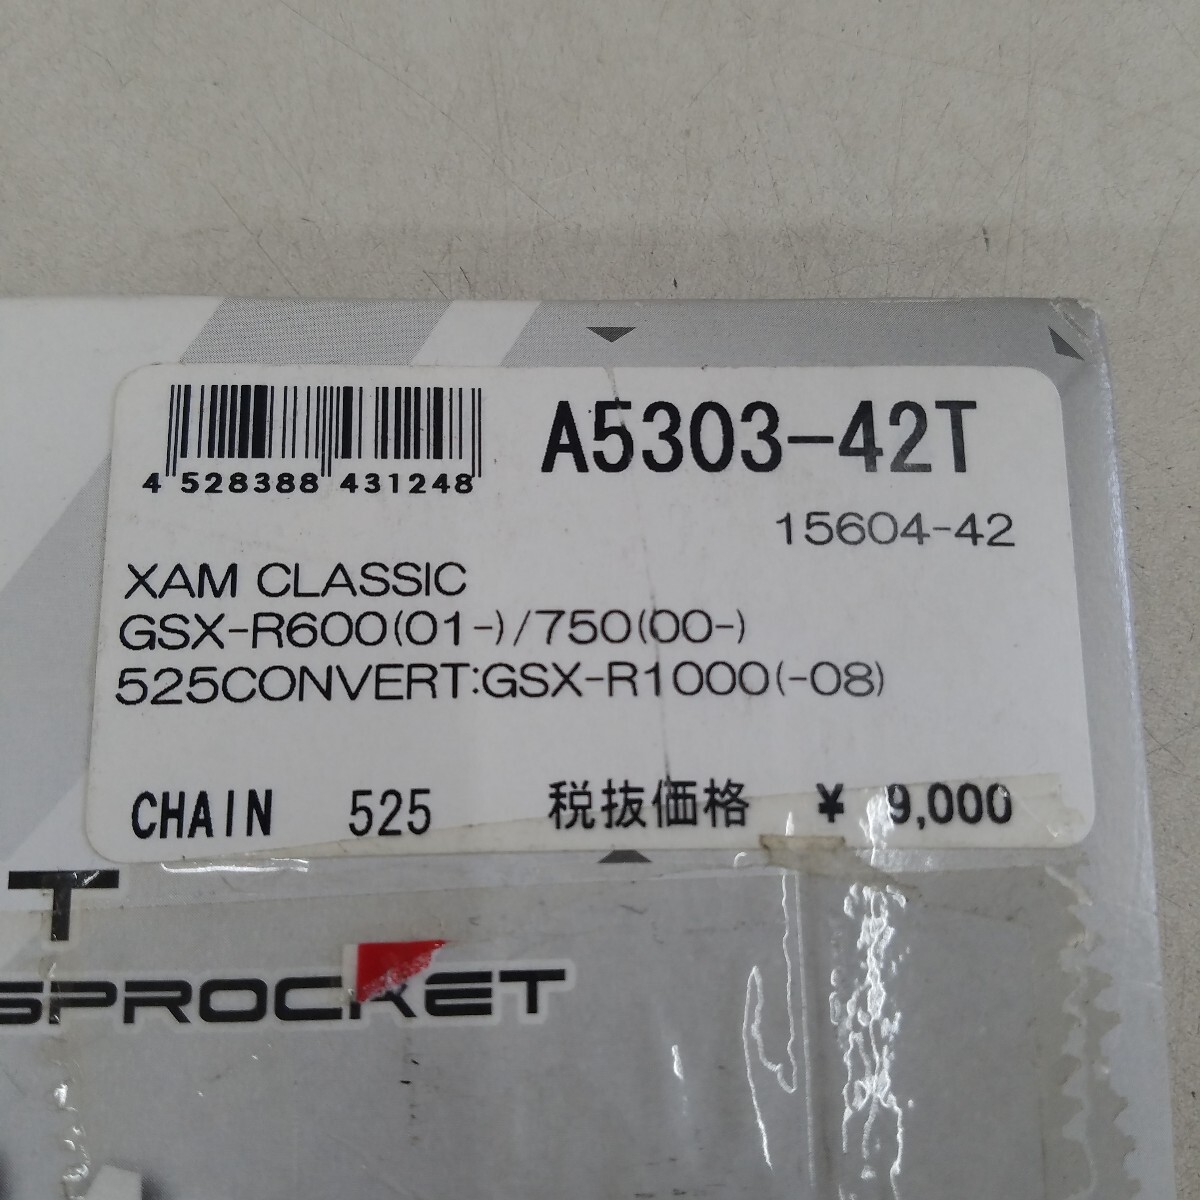 4 528388 431248
A5303-42T
15604-42
XAM CLASSIC
GSX-R600(01-)/750(00-)
525CONVERT:GSX-R1000(-08)
CHAIN 525 税抜価格 ¥ 9,000
T
SPROCKET